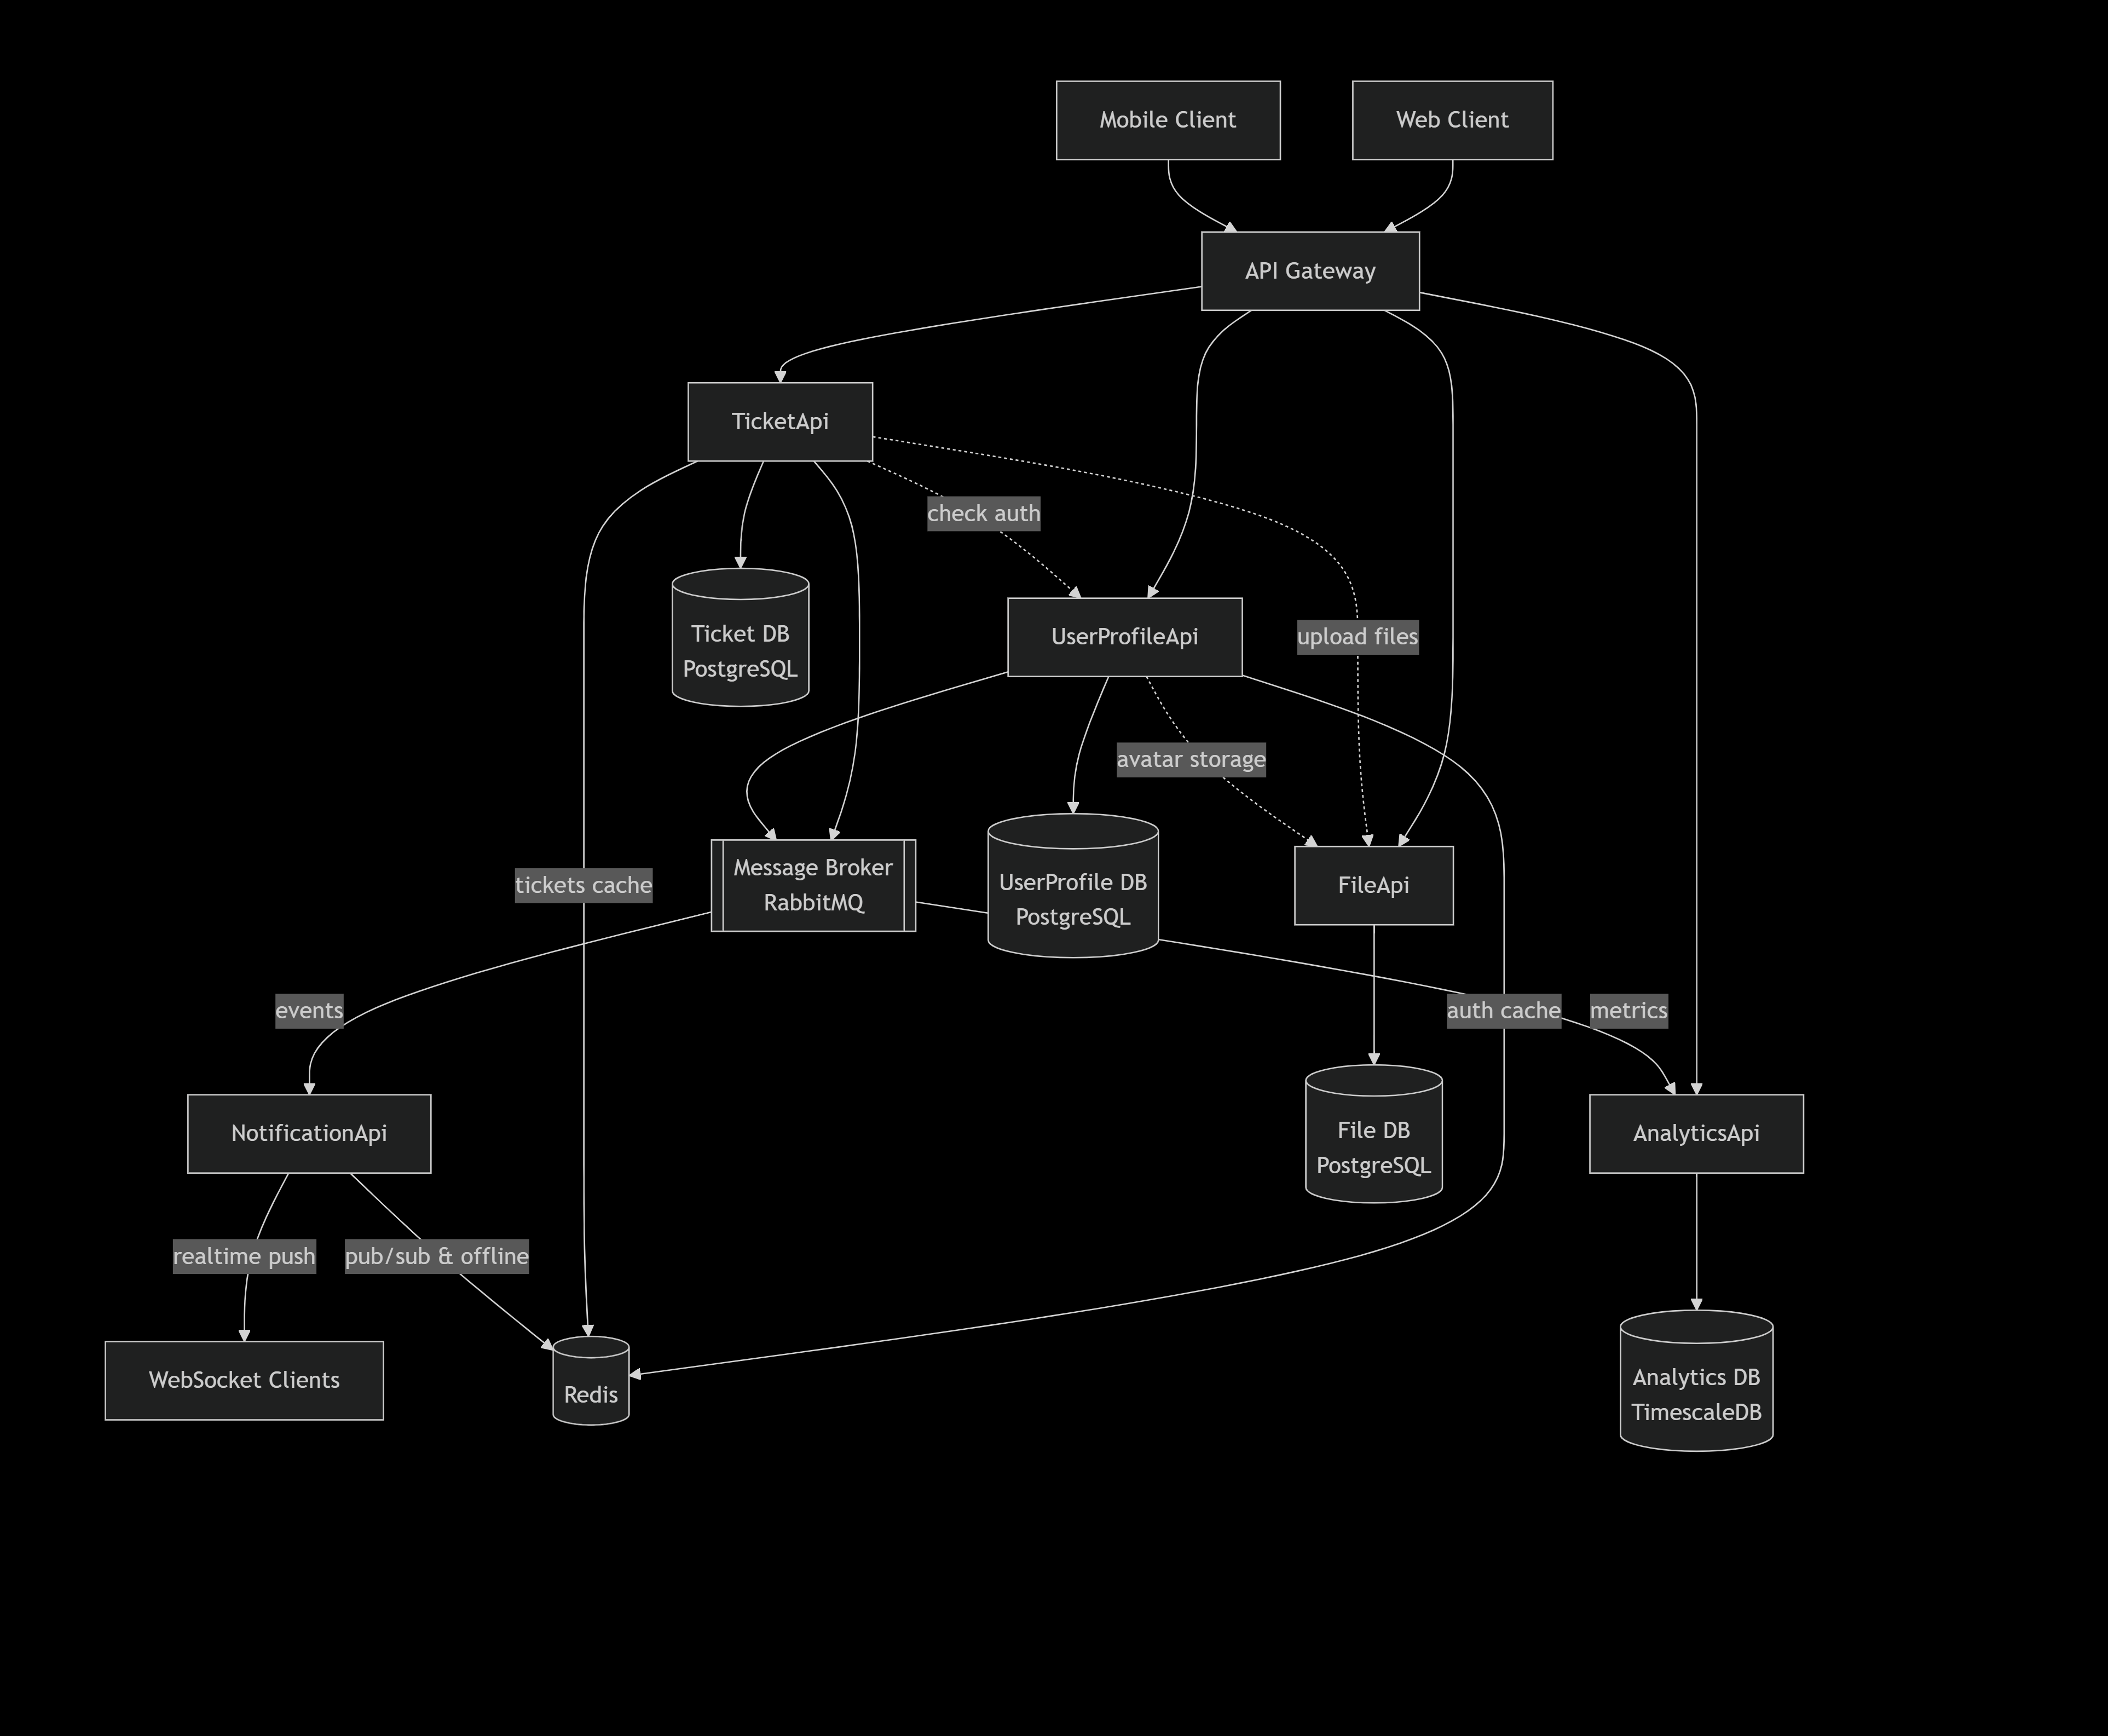 Mobile Client
Web Client
API Gateway
TicketApi
check auth
Ticket DB
PostgreSQL
UserProfileApi
upload files
avatar storage
Message Broker
RabbitMQ
UserProfile DB
PostgreSQL
FileApi
tickets cache
events
auth cache
metrics
NotificationApi
File DB
PostgreSQL
AnalyticsApi
realtime push
pub/sub & offline
WebSocket Clients
Redis
Analytics DB
TimescaleDB